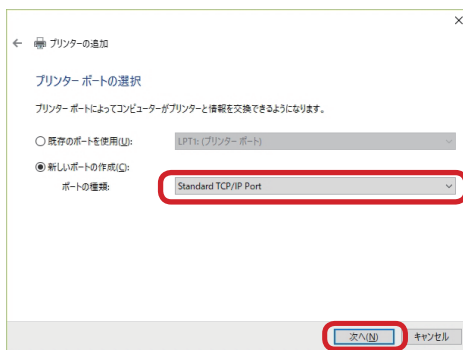 プリンターの追加
プリンター ポートの選択
プリンター ポートによってコンピューターがプリンターと情報を交換できるようになります。
既存のポートを使用(U): LPT1: (プリンター ポート)
新しいポートの作成(C):
ポートの種類: Standard TCP/IP Port
次へ(N) キャンセル